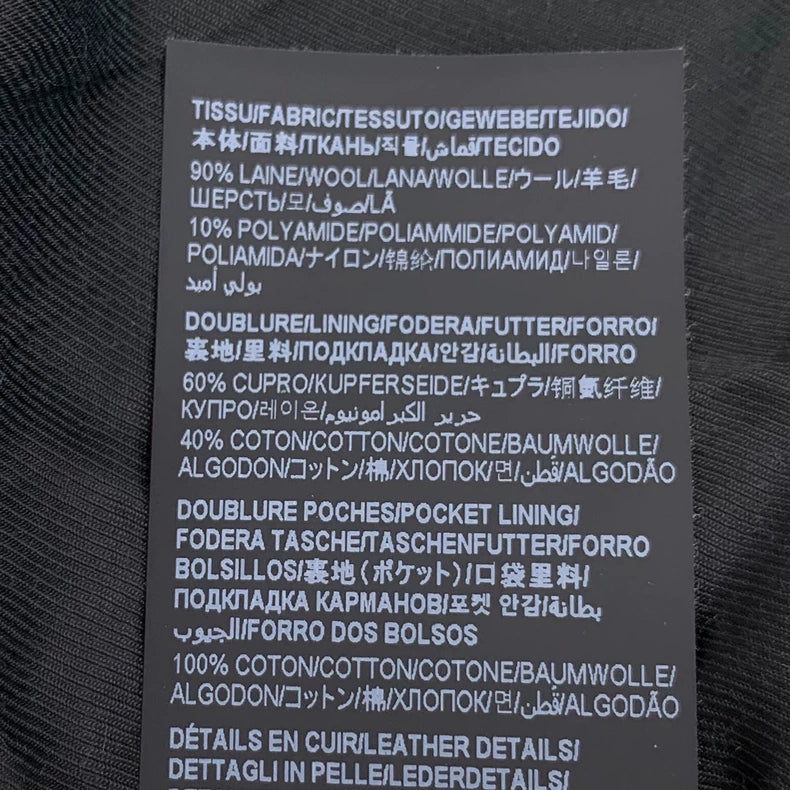 TISSU/FABRIC/TESSUTO/GEWEBE/TEJIDO/
本体/面料/ТКАНЬ/직물/قماش/TECIDO
90% LAINE/WOOL/LANA/WOLLE/ウール/羊毛/
ШЕРСТЬ/모/صوف/LÃ
10% POLYAMIDE/POLIAMMIDE/POLYAMID/
POLIAMIDA/ナイロン/锦纶/ПОЛИАМИД/나일론/
بولي أميد
DOUBLURE/LINING/FODERA/FUTTER/FORRO/
裏地/里料/ПОДКЛАДКА/안감/البطانة/FORRO
60% CUPRO/KUPFERSEIDE/キュプラ/铜氨纤维/
КУПРО/레이온/حرير الكبرامونيوم
40% COTON/COTTON/COTONE/BAUMWOLLE/
ALGODON/コットン/棉/ХЛОПОК/면/قطن/ALGODÃO
DOUBLURE POCHES/POCKET LINING/
FODERA TASCHE/TASCHENFUTTER/FORRO
BOLSILLOS/裏地(ポケット)/口袋里料/
ПОДКЛАДКА КАРМАНОВ/포켓 안감/بطانة
الجيوب/FORRO DOS BOLSOS
100% COTON/COTTON/COTONE/BAUMWOLLE/
ALGODON/コットン/棉/ХЛОПОК/면/قطن/ALGODÃO
DÉTAILS EN CUIR/LEATHER DETAILS/
DETTAGLI IN PELLE/LEDERDETAILS/